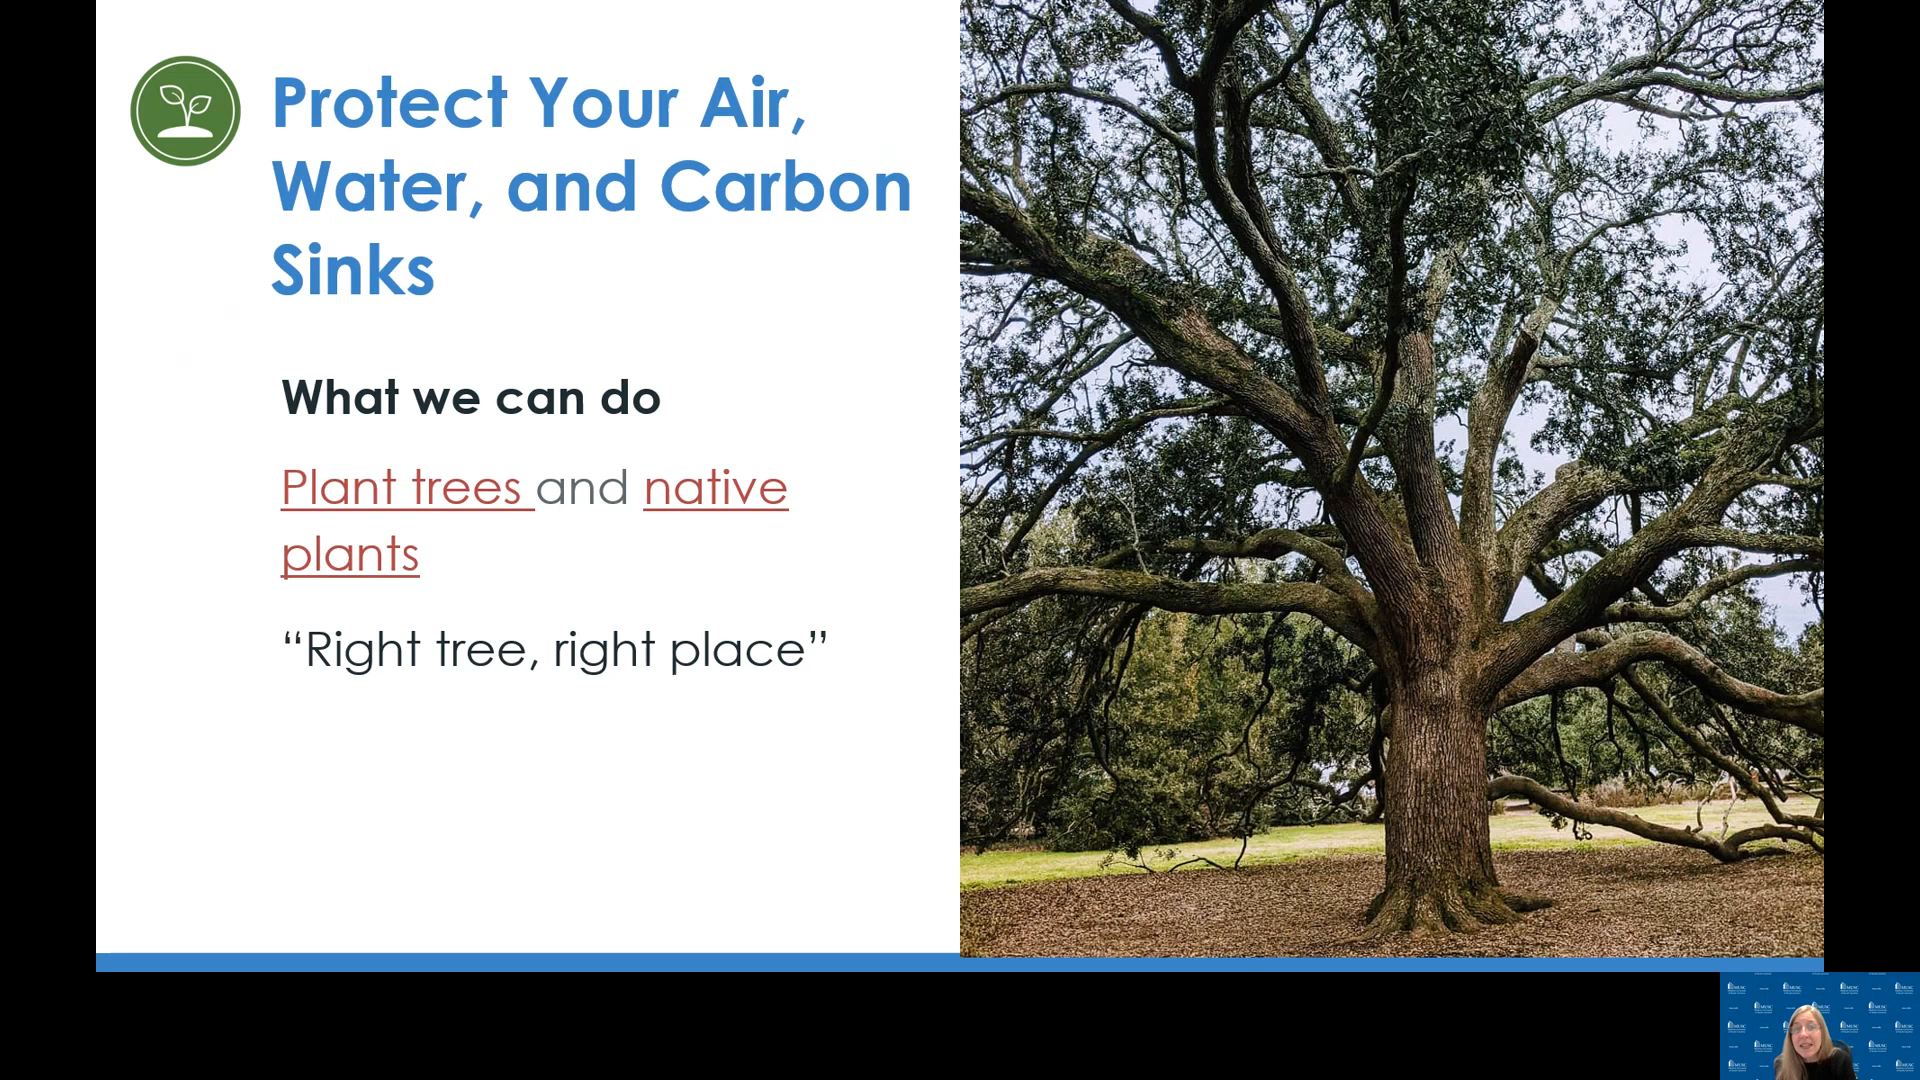 Protect Your Air,
Water, and Carbon
Sinks
What we can do
Plant trees and native
plants
“Right tree, right place”
MUSC